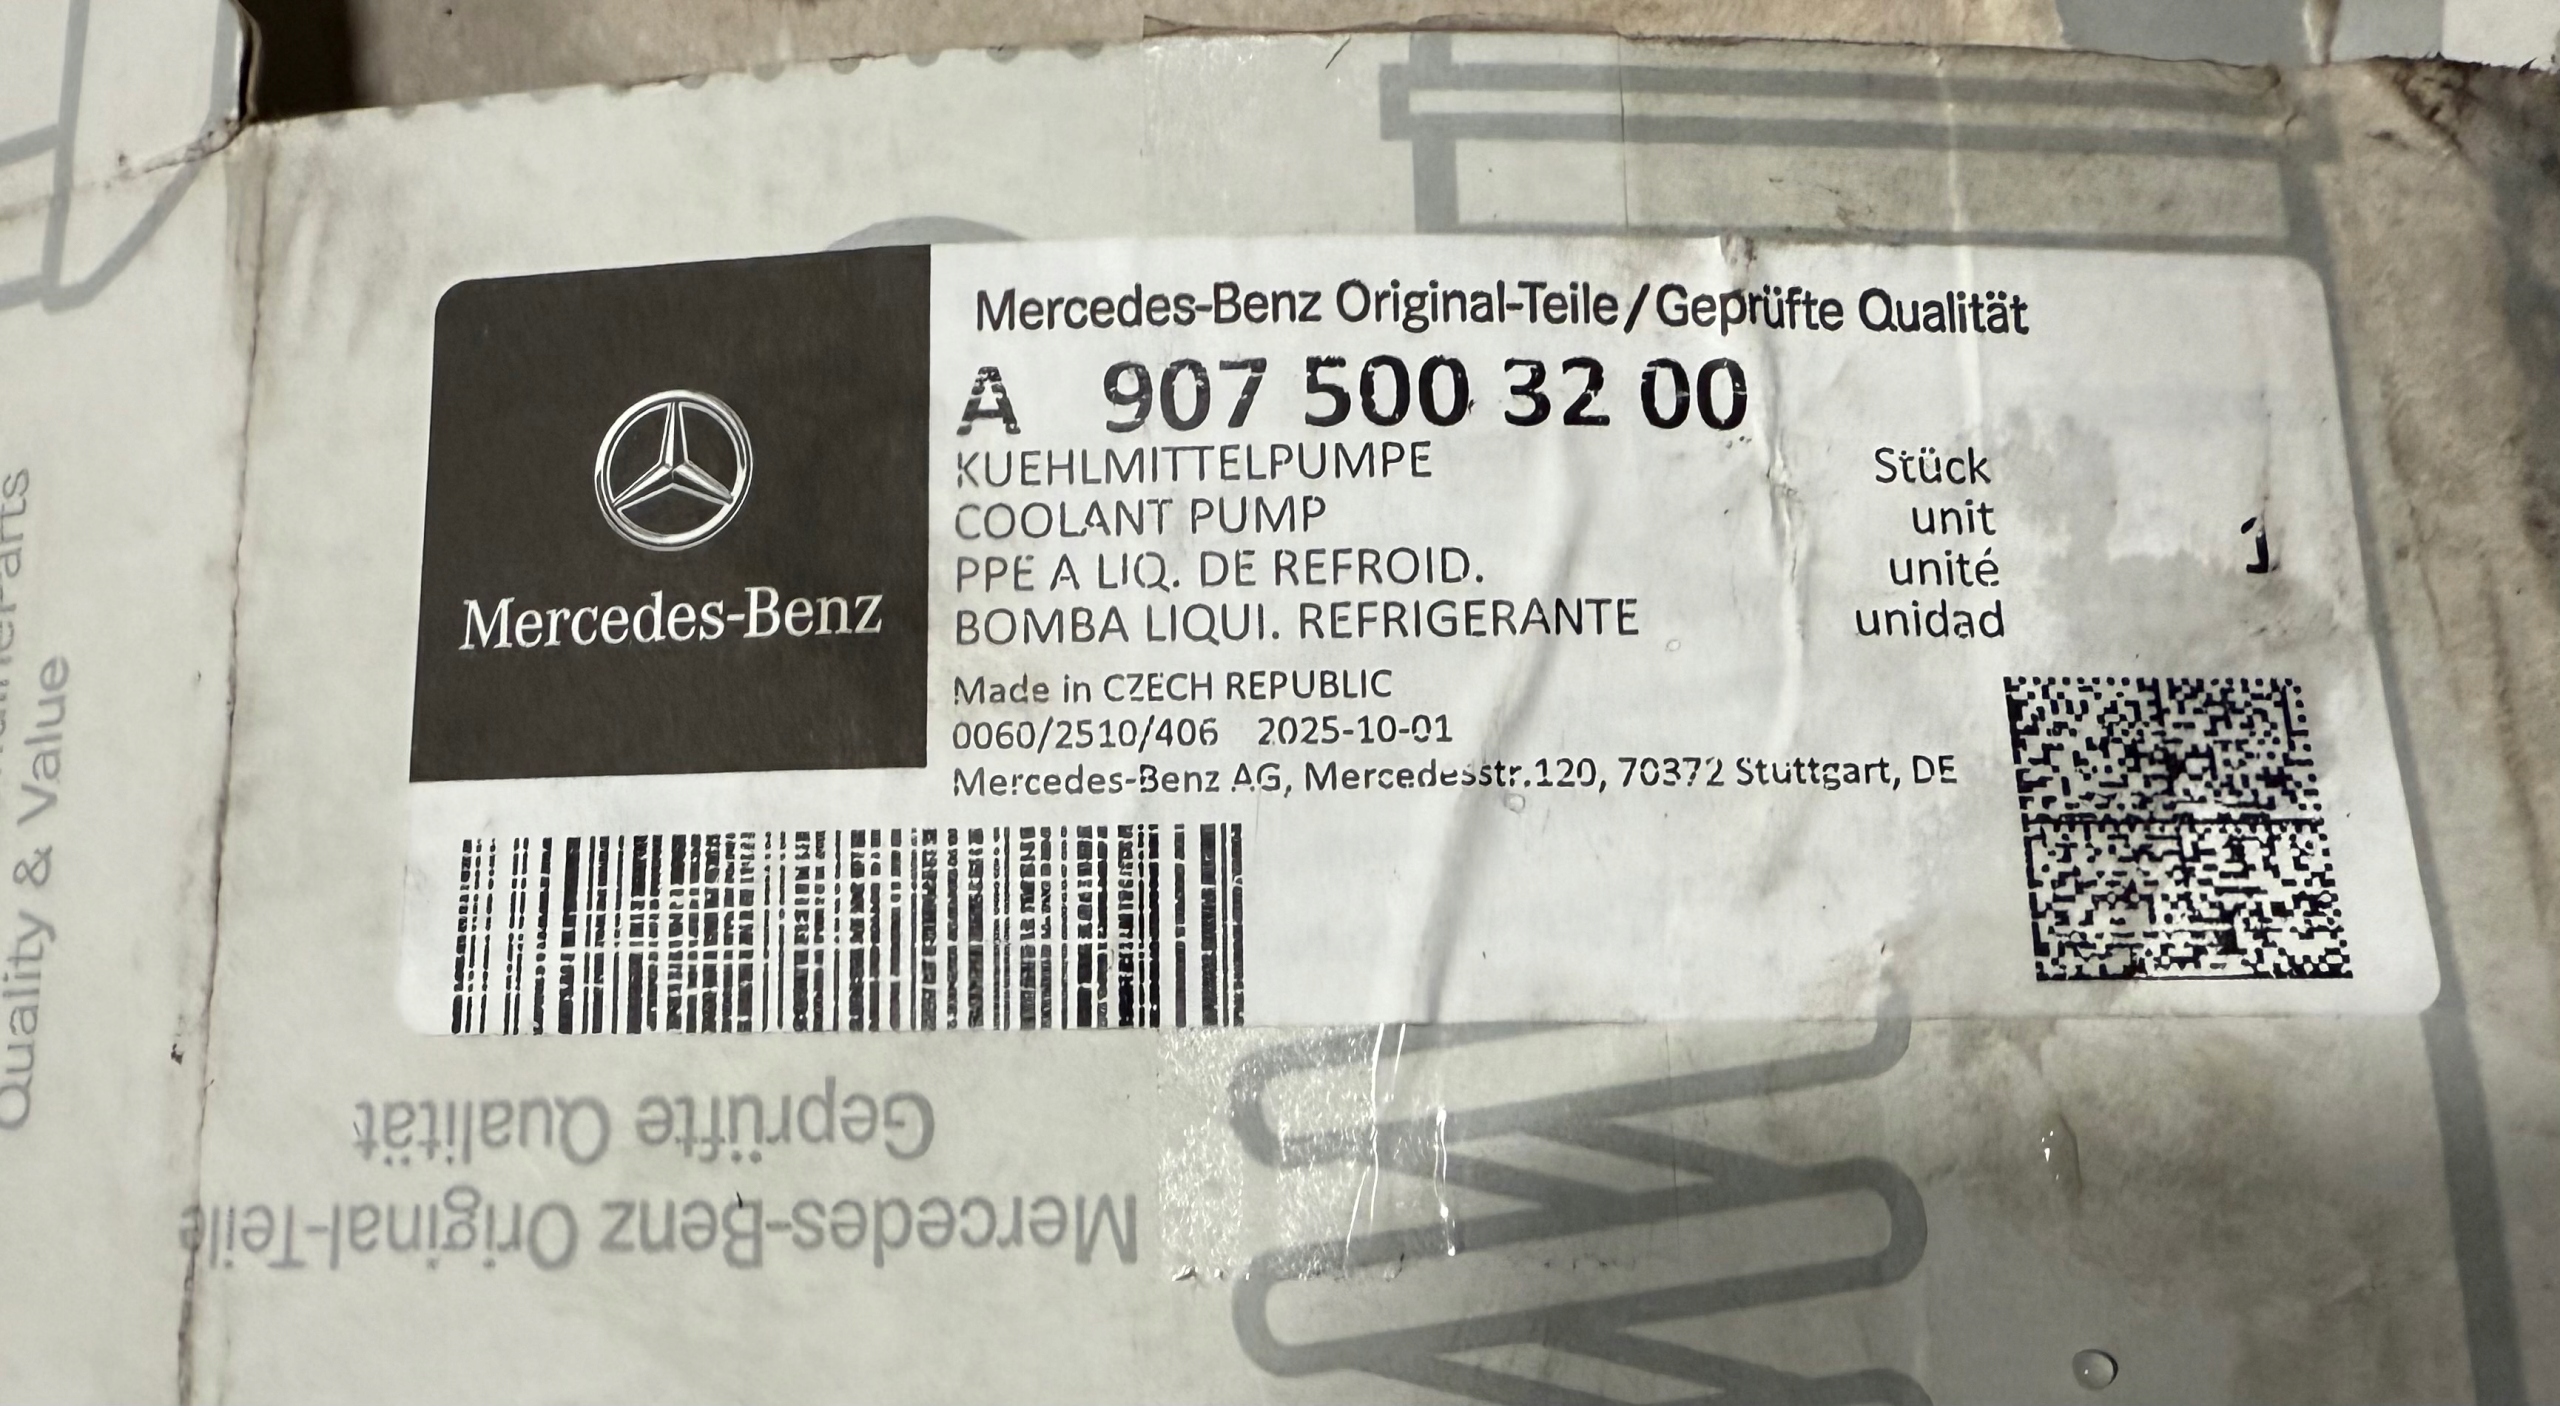 Mercedes-Benz Original-Teile/Geprüfte Qualität
A 907 500 32 00
KUEHLMITTELPUMPE
COOLANT PUMP
PPE A LIQ. DE REFROID.
BOMBA LIQUI. REFRIGERANTE
Stück
unit
unité
unidad
1
Made in CZECH REPUBLIC
0060/2510/406 2025-10-01
Mercedes-Benz AG, Mercedesstr.120, 70372 Stuttgart, DE
Mercedes-Benz
Mercedes-Benz Original-Teile
Geprüfte Qualität
Quality & Value